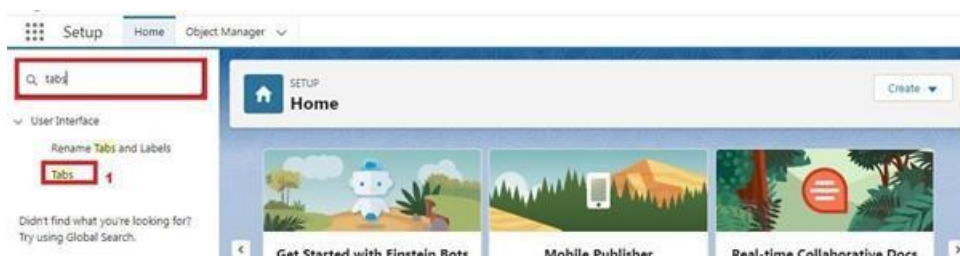 Setup Home Object Manager
tabs
User Interface
Rename Tabs and Labels
Tabs 1
Didn't find what you're looking for?
Try using Global Search.
SETUP
Home
Create
Get Started with Einstein Bots
Mobile Publisher
Real-time Collaborative Docs